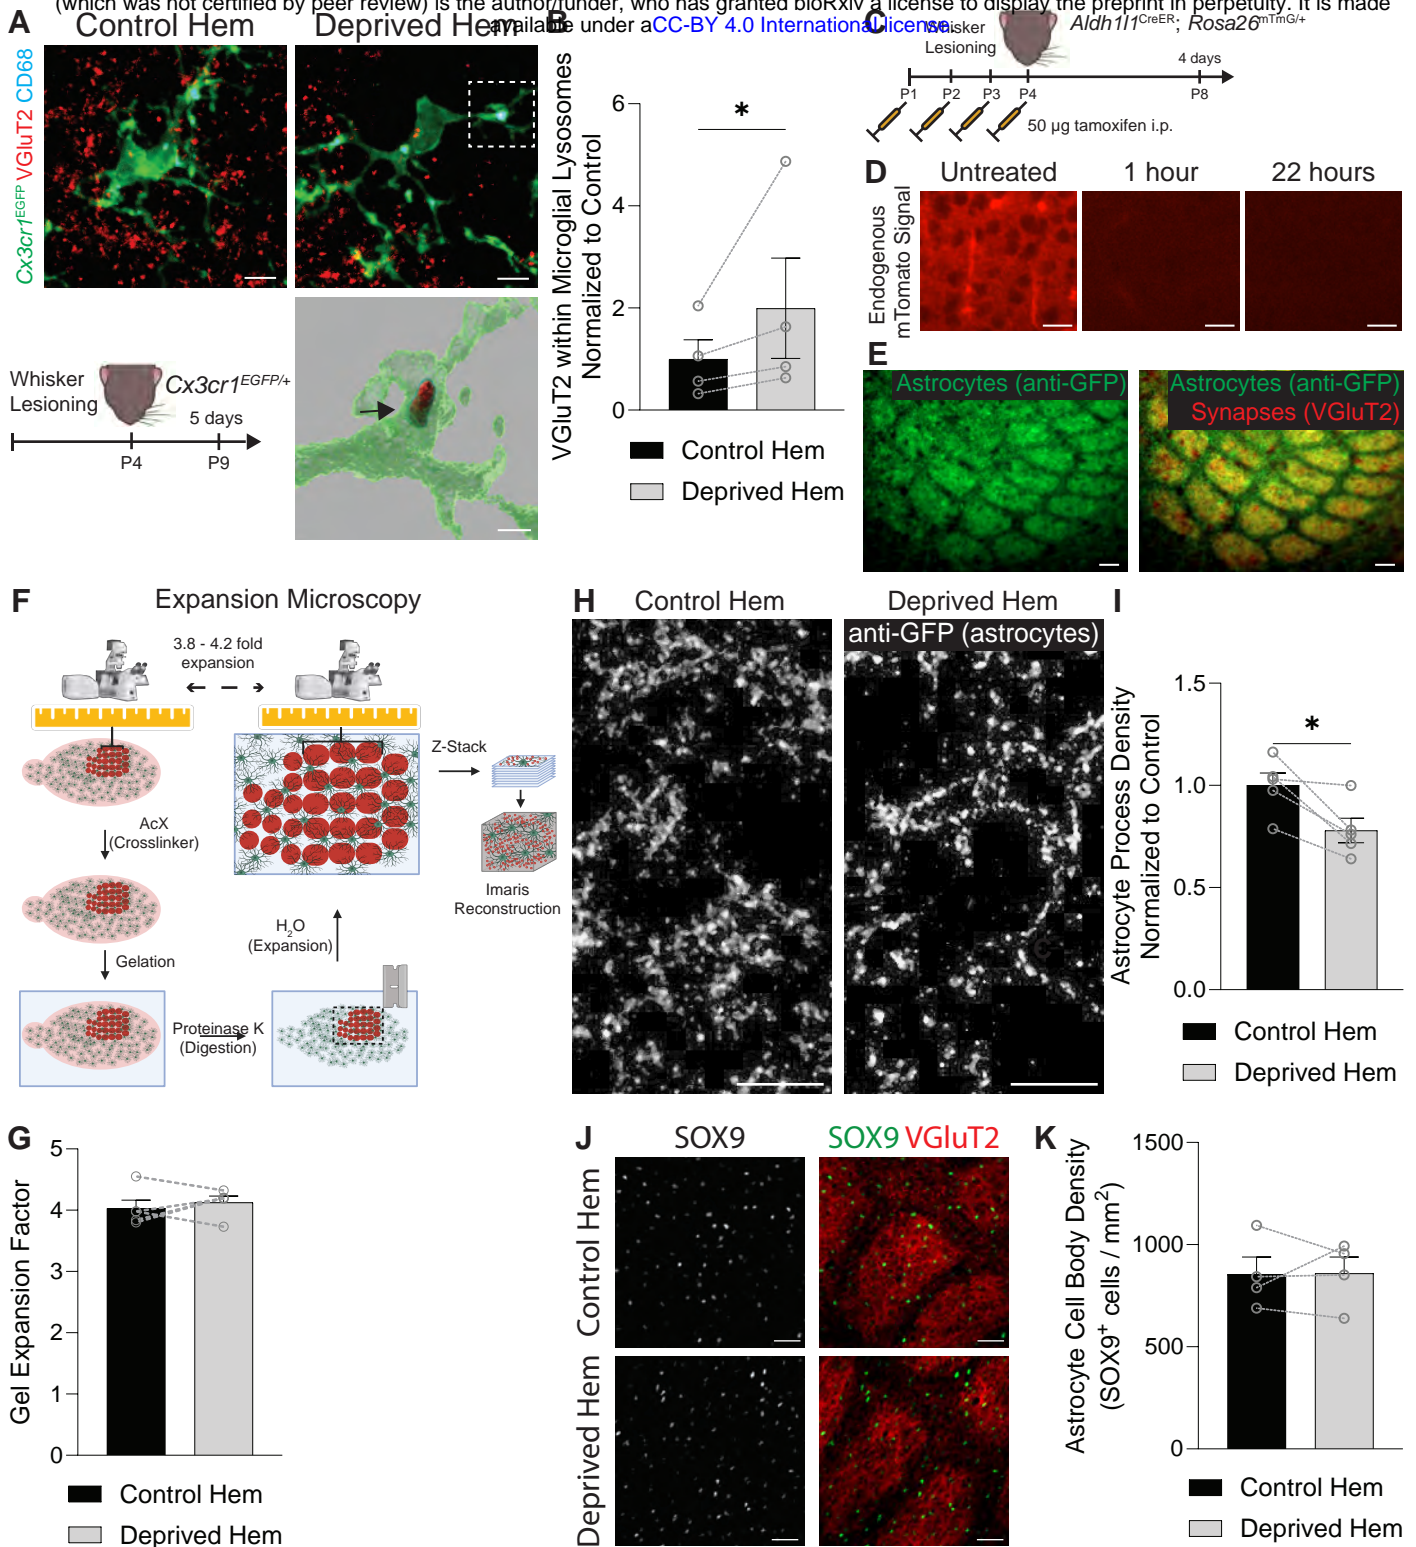 (which was not certified by peer review) is the author/funder, who has granted bioRxiv a license to display the preprint in perpetuity. It is made
available under aCC-BY 4.0 International license.
A
Control Hem
Deprived Hem
Cx3cr1EGFP VGluT2 CD68
Whisker
Lesioning
Cx3cr1EGFP/+
5 days
P4
P9
B
VGluT2 within Microglial Lysosomes
Normalized to Control
6
4
2
0
*
Control Hem
Deprived Hem
C
Whisker
Lesioning
Aldh1l1CreER; Rosa26mTmG/+
4 days
P1
P2
P3
P4
P8
50 µg tamoxifen i.p.
D
Untreated
1 hour
22 hours
Endogenous
mTomato Signal
E
Astrocytes (anti-GFP)
Astrocytes (anti-GFP)
Synapses (VGluT2)
F
Expansion Microscopy
3.8 - 4.2 fold
expansion
AcX
(Crosslinker)
Gelation
Proteinase K
(Digestion)
H2O
(Expansion)
Z-Stack
Imaris
Reconstruction
G
Gel Expansion Factor
5
4
3
2
1
0
Control Hem
Deprived Hem
H
Control Hem
Deprived Hem
anti-GFP (astrocytes)
I
Astrocyte Process Density
Normalized to Control
1.5
1.0
0.5
0.0
*
Control Hem
Deprived Hem
J
SOX9
SOX9 VGluT2
Control Hem
Deprived Hem
K
Astrocyte Cell Body Density
(SOX9+ cells / mm2)
1500
1000
500
0
Control Hem
Deprived Hem